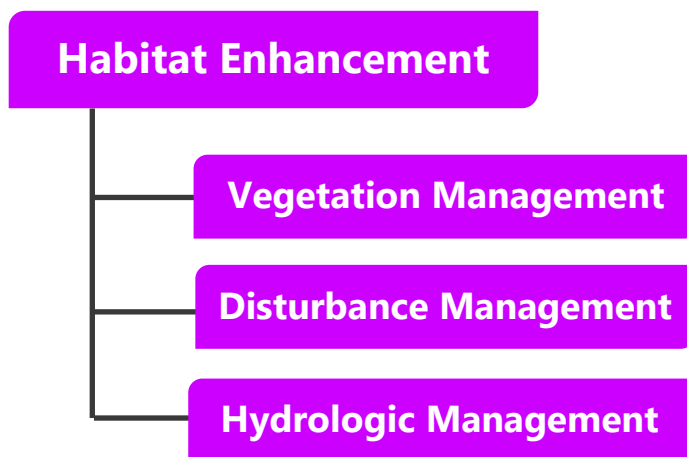 Habitat Enhancement
Vegetation Management
Disturbance Management
Hydrologic Management